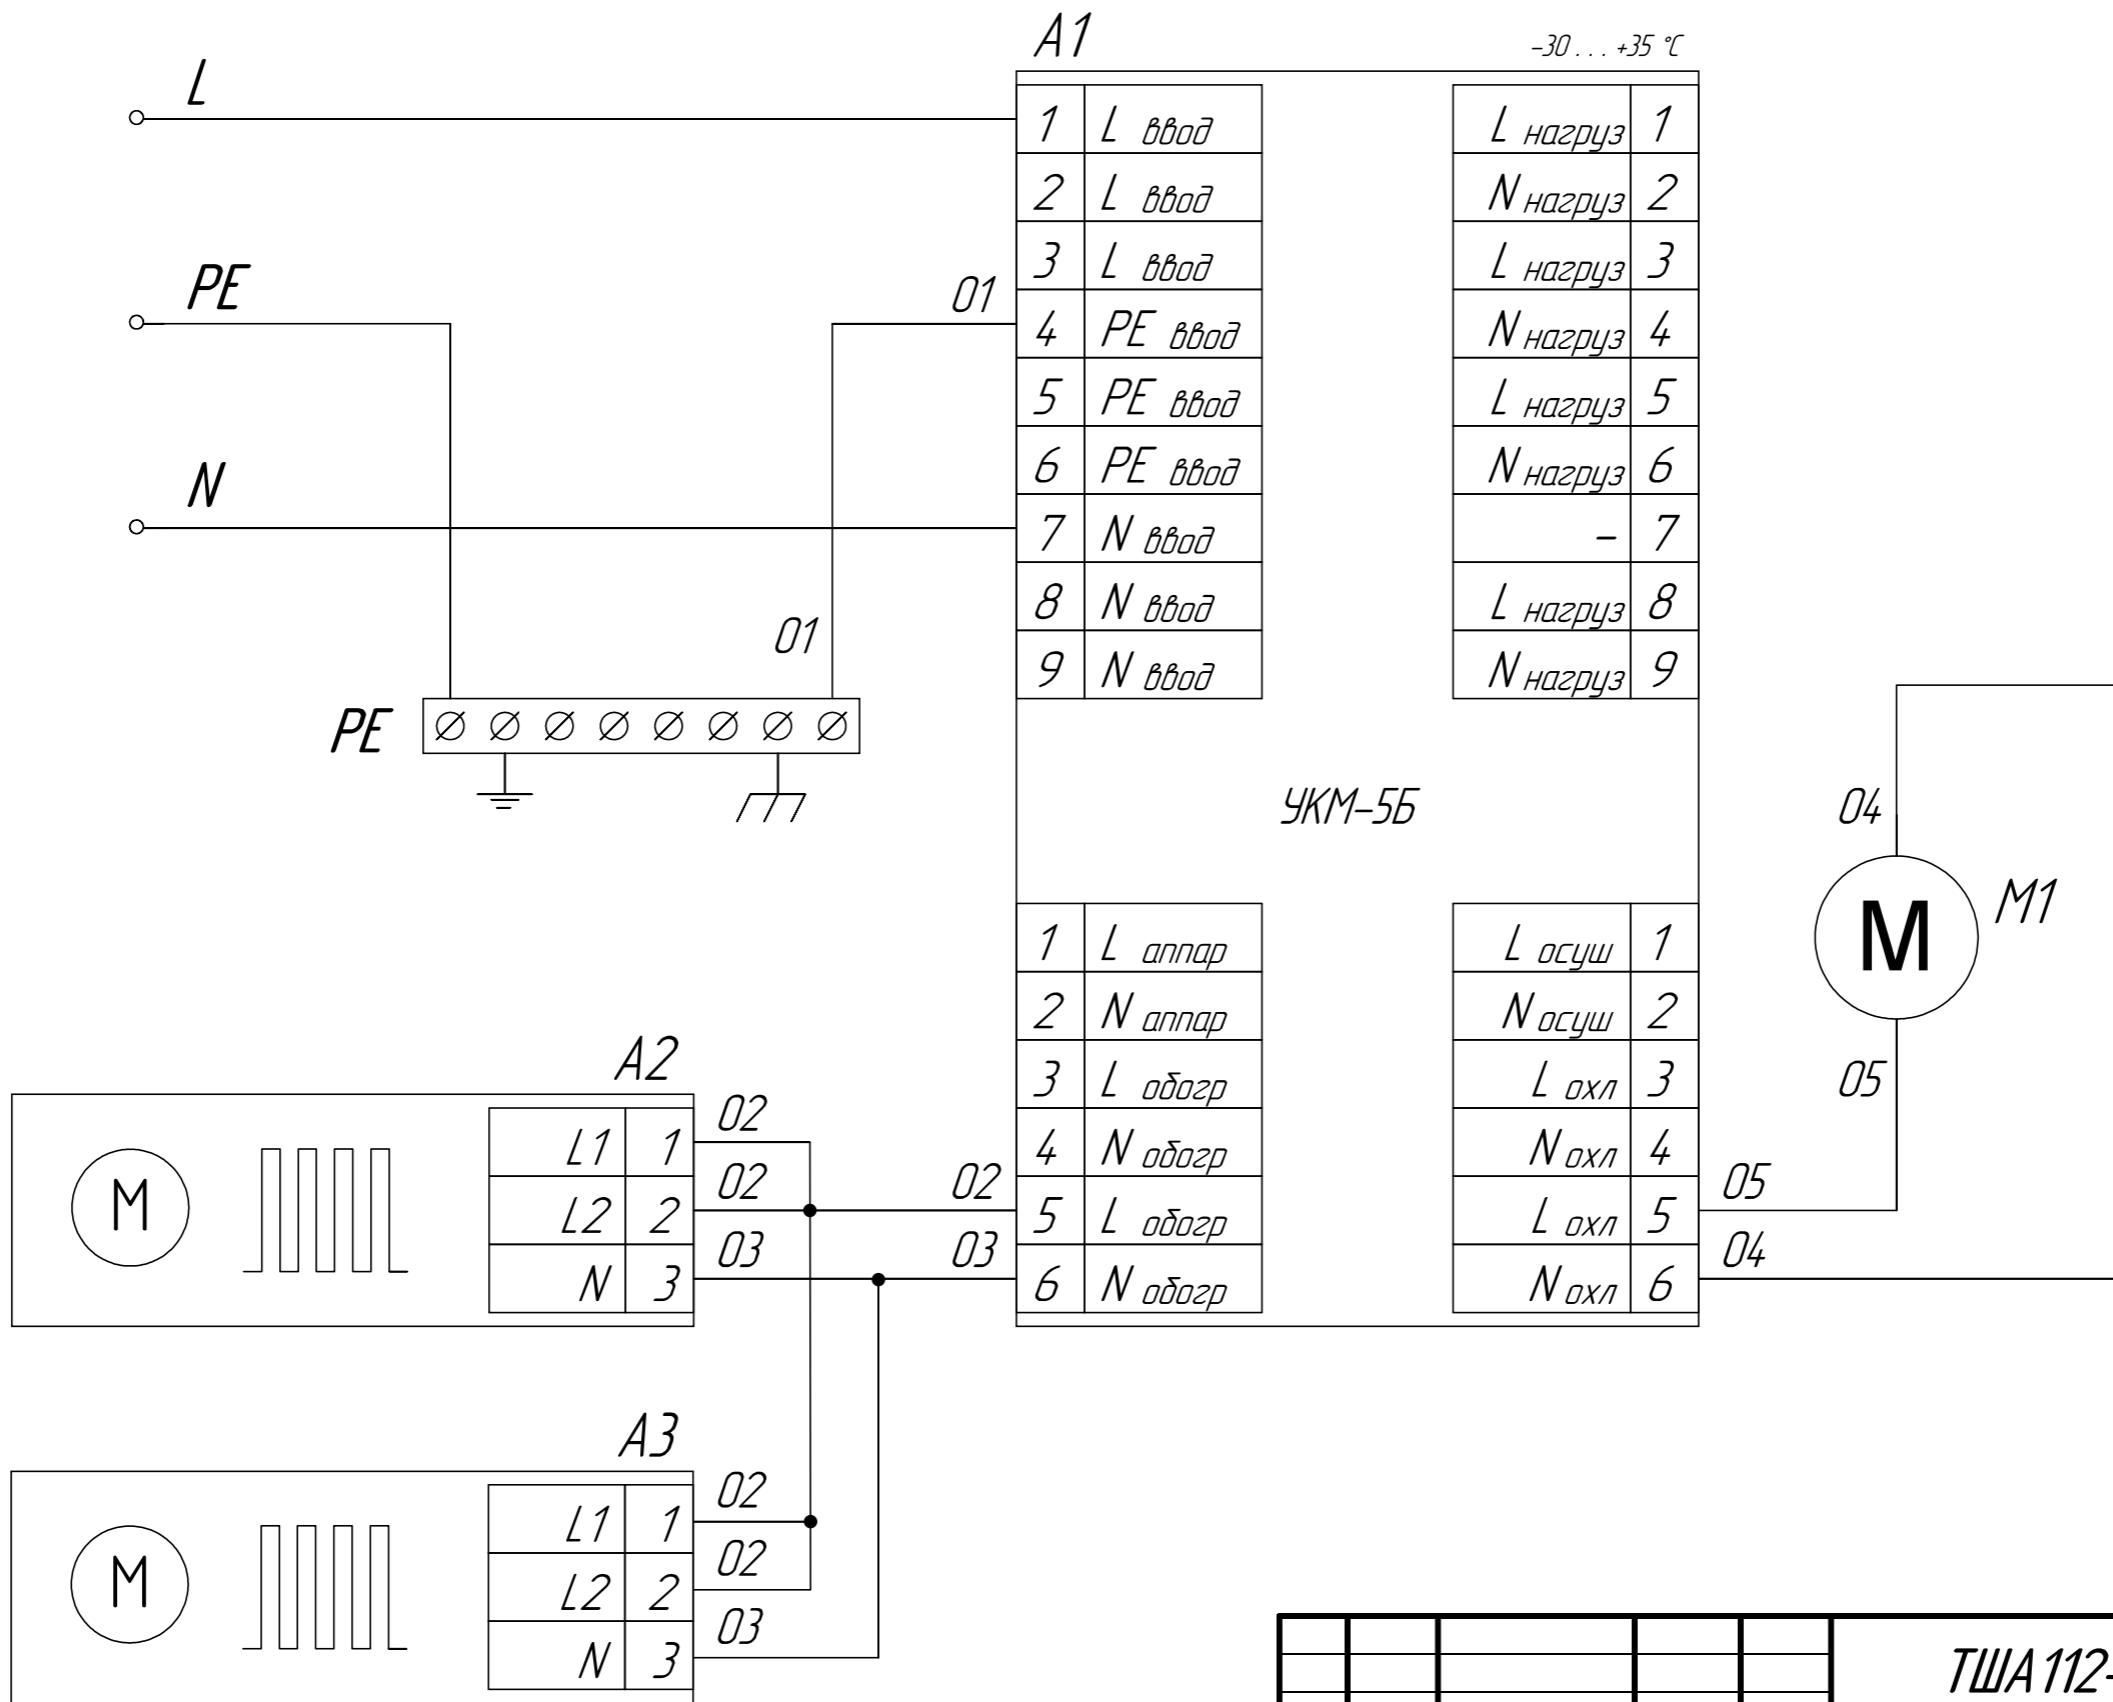 A1
-30 . . . +35 °C
L
1 L ввод
L нагруз 1
2 L ввод
N нагруз 2
3 L ввод
L нагруз 3
PE
01
4 PE ввод
N нагруз 4
5 PE ввод
L нагруз 5
6 PE ввод
N нагруз 6
N
7 N ввод
- 7
8 N ввод
L нагруз 8
01
9 N ввод
N нагруз 9
PE
УКМ-5Б
04
M
M1
1 L аппар
L осуш 1
2 N аппар
N осуш 2
A2
3 L обогр
L охл 3
05
02
L1 1
4 N обогр
N охл 4
M
02
L2 2
02
5 L обогр
L охл 5
05
03
N 3
03
6 N обогр
N охл 6
04
A3
02
L1 1
M
02
L2 2
03
N 3
ТША112-